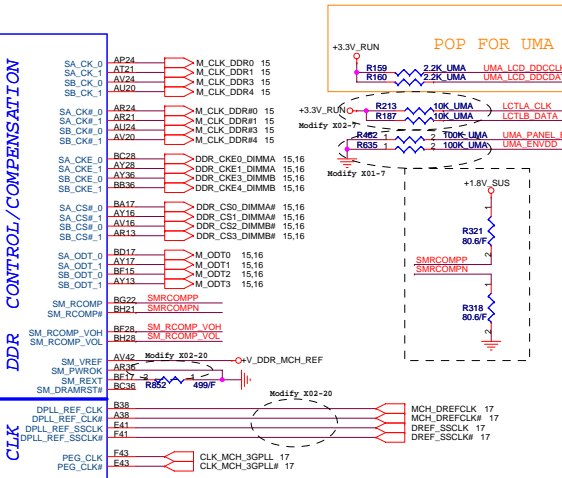 DDR CONTROL/COMPENSATION
SA_CK_0 AP24 M_CLK_DDR0 15
SA_CK_1 AT21 M_CLK_DDR1 15
SB_CK_0 AV24 M_CLK_DDR3 15
SB_CK_1 AU20 M_CLK_DDR4 15
SA_CK#_0 AR24 M_CLK_DDR#0 15
SA_CK#_1 AR21 M_CLK_DDR#1 15
SB_CK#_0 AU24 M_CLK_DDR#3 15
SB_CK#_1 AV20 M_CLK_DDR#4 15
SA_CKE_0 BC28 DDR_CKE0_DIMMA 15,16
SA_CKE_1 AY28 DDR_CKE1_DIMMA 15,16
SB_CKE_0 AY36 DDR_CKE3_DIMMB 15,16
SB_CKE_1 BB36 DDR_CKE4_DIMMB 15,16
SA_CS#_0 BA17 DDR_CS0_DIMMA# 15,16
SA_CS#_1 AY16 DDR_CS1_DIMMA# 15,16
SB_CS#_0 AV16 DDR_CS2_DIMMB# 15,16
SB_CS#_1 AR13 DDR_CS3_DIMMB# 15,16
SA_ODT_0 BD17 M_ODT0 15,16
SA_ODT_1 AY17 M_ODT1 15,16
SB_ODT_0 BF15 M_ODT2 15,16
SB_ODT_1 AY13 M_ODT3 15,16
SM_RCOMP BG22 SMRCOMPP
SM_RCOMP# BH21 SMRCOMPN
SM_RCOMP_VOH BF28 SM_RCOMP_VOH
SM_RCOMP_VOL BH28 SM_RCOMP_VOL
SM_VREF AV42 Modify X02-20 +V_DDR_MCH_REF
SM_PWROK AR36
SM_REXT BF17 2 1
SM_DRAMRST# BC36 R852 499/F
CLK
Modify X02-20
DPLL_REF_CLK B38 MCH_DREFCLK 17
DPLL_REF_CLK# A38 MCH_DREFCLK# 17
DPLL_REF_SSCLK E41 DREF_SSCLK 17
DPLL_REF_SSCLK# F41 DREF_SSCLK# 17
PEG_CLK F43 CLK_MCH_3GPLL 17
PEG_CLK# E43 CLK_MCH_3GPLL# 17
POP FOR UMA
+3.3V_RUN
R159 2.2K_UMA UMA_LCD_DDCCLK
R160 2.2K_UMA
+3.3V_RUN
R213 10K_UMA LCTLA_CLK
R187 10K_UMA LCTLB_DATA
Modify X02-7
R462 1 2 100K_UMA
R635 1 2 100K_UMA UMA_ENVDD
Modify X01-7
+1.8V_SUS
1
R321
80.6/F
2
SMRCOMPP
SMRCOMPN
1
R318
80.6/F
2